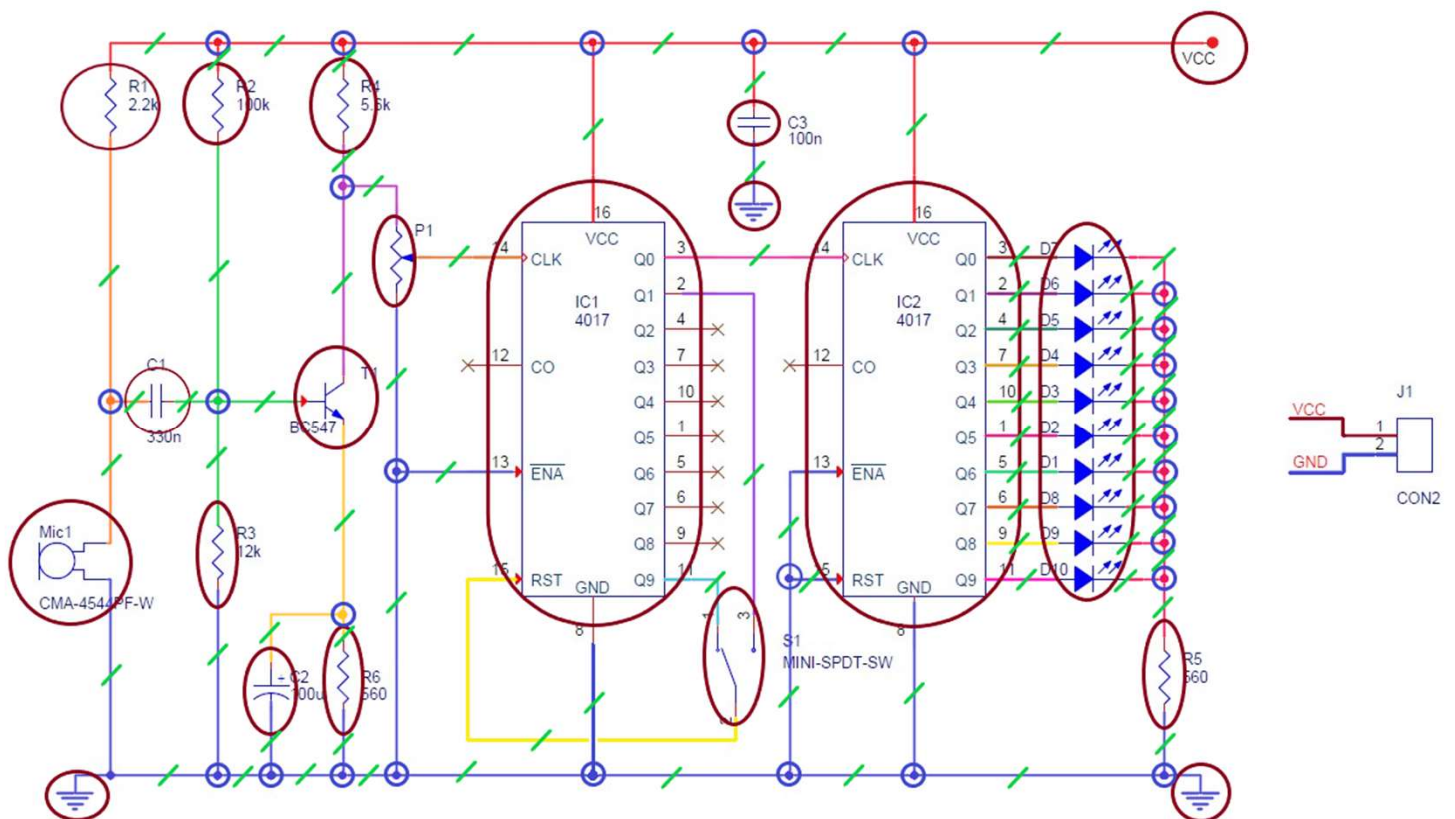 VCC
R1
2.2k
R2
100k
R4
5.6k
C3
100n
P1
16
VCC
14
CLK
Q0
3
Q1
2
IC1
4017
Q2
4
12
CO
Q3
7
Q4
10
Q5
1
13
ENA
Q6
5
Q7
6
Q8
9
15
RST
Q9
11
GND
8
16
VCC
14
CLK
Q0
3
D7
Q1
2
D6
IC2
4017
Q2
4
D5
12
CO
Q3
7
D4
Q4
10
D3
Q5
1
D2
13
ENA
Q6
5
D1
Q7
6
D8
Q8
9
D9
15
RST
Q9
11
D10
GND
8
C1
330n
T1
BC547
Mic1
CMA-4544PF-W
R3
12k
+
C2
100u
R6
560
1
3
2
S1
MINI-SPDT-SW
R5
560
J1
VCC
1
2
GND
CON2